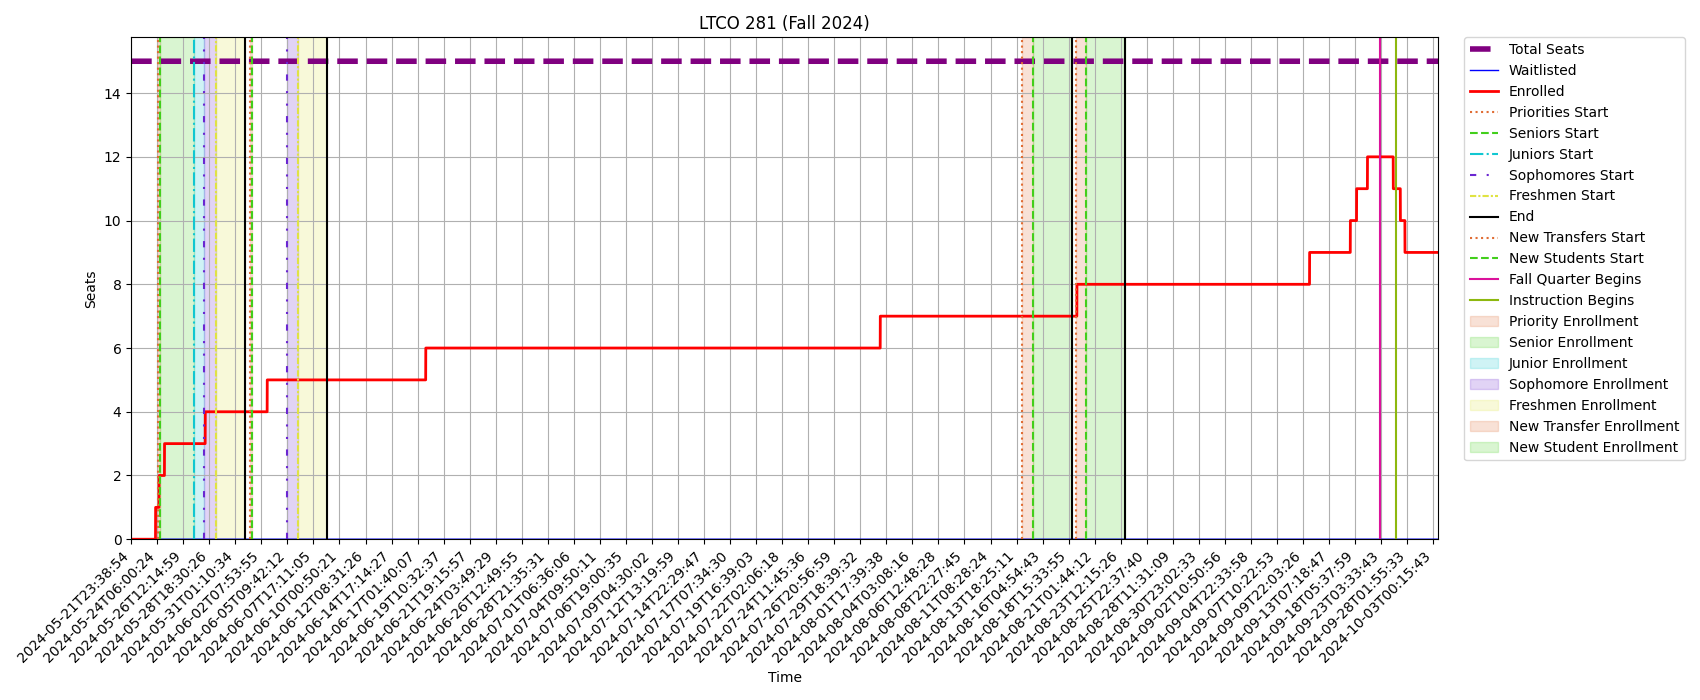 LTCO 281 (Fall 2024)
Seats
14
12
10
8
6
4
2
0
2024-05-21T23:38:54
2024-05-24T06:00:24
2024-05-26T12:14:59
2024-05-28T18:30:26
2024-05-31T01:10:34
2024-06-02T07:53:55
2024-06-05T09:42:12
2024-06-07T17:11:05
2024-06-10T00:50:21
2024-06-12T08:31:26
2024-06-14T17:14:27
2024-06-17T01:40:07
2024-06-19T10:32:37
2024-06-21T19:15:57
2024-06-24T03:49:29
2024-06-26T12:49:55
2024-06-28T21:35:31
2024-07-01T06:36:06
2024-07-04T09:50:11
2024-07-06T19:00:35
2024-07-09T04:30:02
2024-07-12T13:19:59
2024-07-14T22:29:47
2024-07-17T07:34:30
2024-07-19T16:39:03
2024-07-22T02:06:18
2024-07-24T11:45:36
2024-07-26T20:56:59
2024-07-29T18:39:32
2024-08-01T17:39:38
2024-08-04T03:08:16
2024-08-06T12:48:28
2024-08-08T22:27:45
2024-08-11T08:28:24
2024-08-13T18:25:11
2024-08-16T04:54:43
2024-08-18T15:33:55
2024-08-21T01:44:12
2024-08-23T12:15:26
2024-08-25T22:37:40
2024-08-28T11:31:09
2024-08-30T23:02:33
2024-09-02T10:50:56
2024-09-04T22:33:58
2024-09-07T10:22:53
2024-09-09T22:03:26
2024-09-13T07:18:47
2024-09-18T05:37:59
2024-09-23T03:33:43
2024-09-28T01:55:33
2024-10-03T00:15:43
Time
Total Seats
Waitlisted
Enrolled
Priorities Start
Seniors Start
Juniors Start
Sophomores Start
Freshmen Start
End
New Transfers Start
New Students Start
Fall Quarter Begins
Instruction Begins
Priority Enrollment
Senior Enrollment
Junior Enrollment
Sophomore Enrollment
Freshmen Enrollment
New Transfer Enrollment
New Student Enrollment